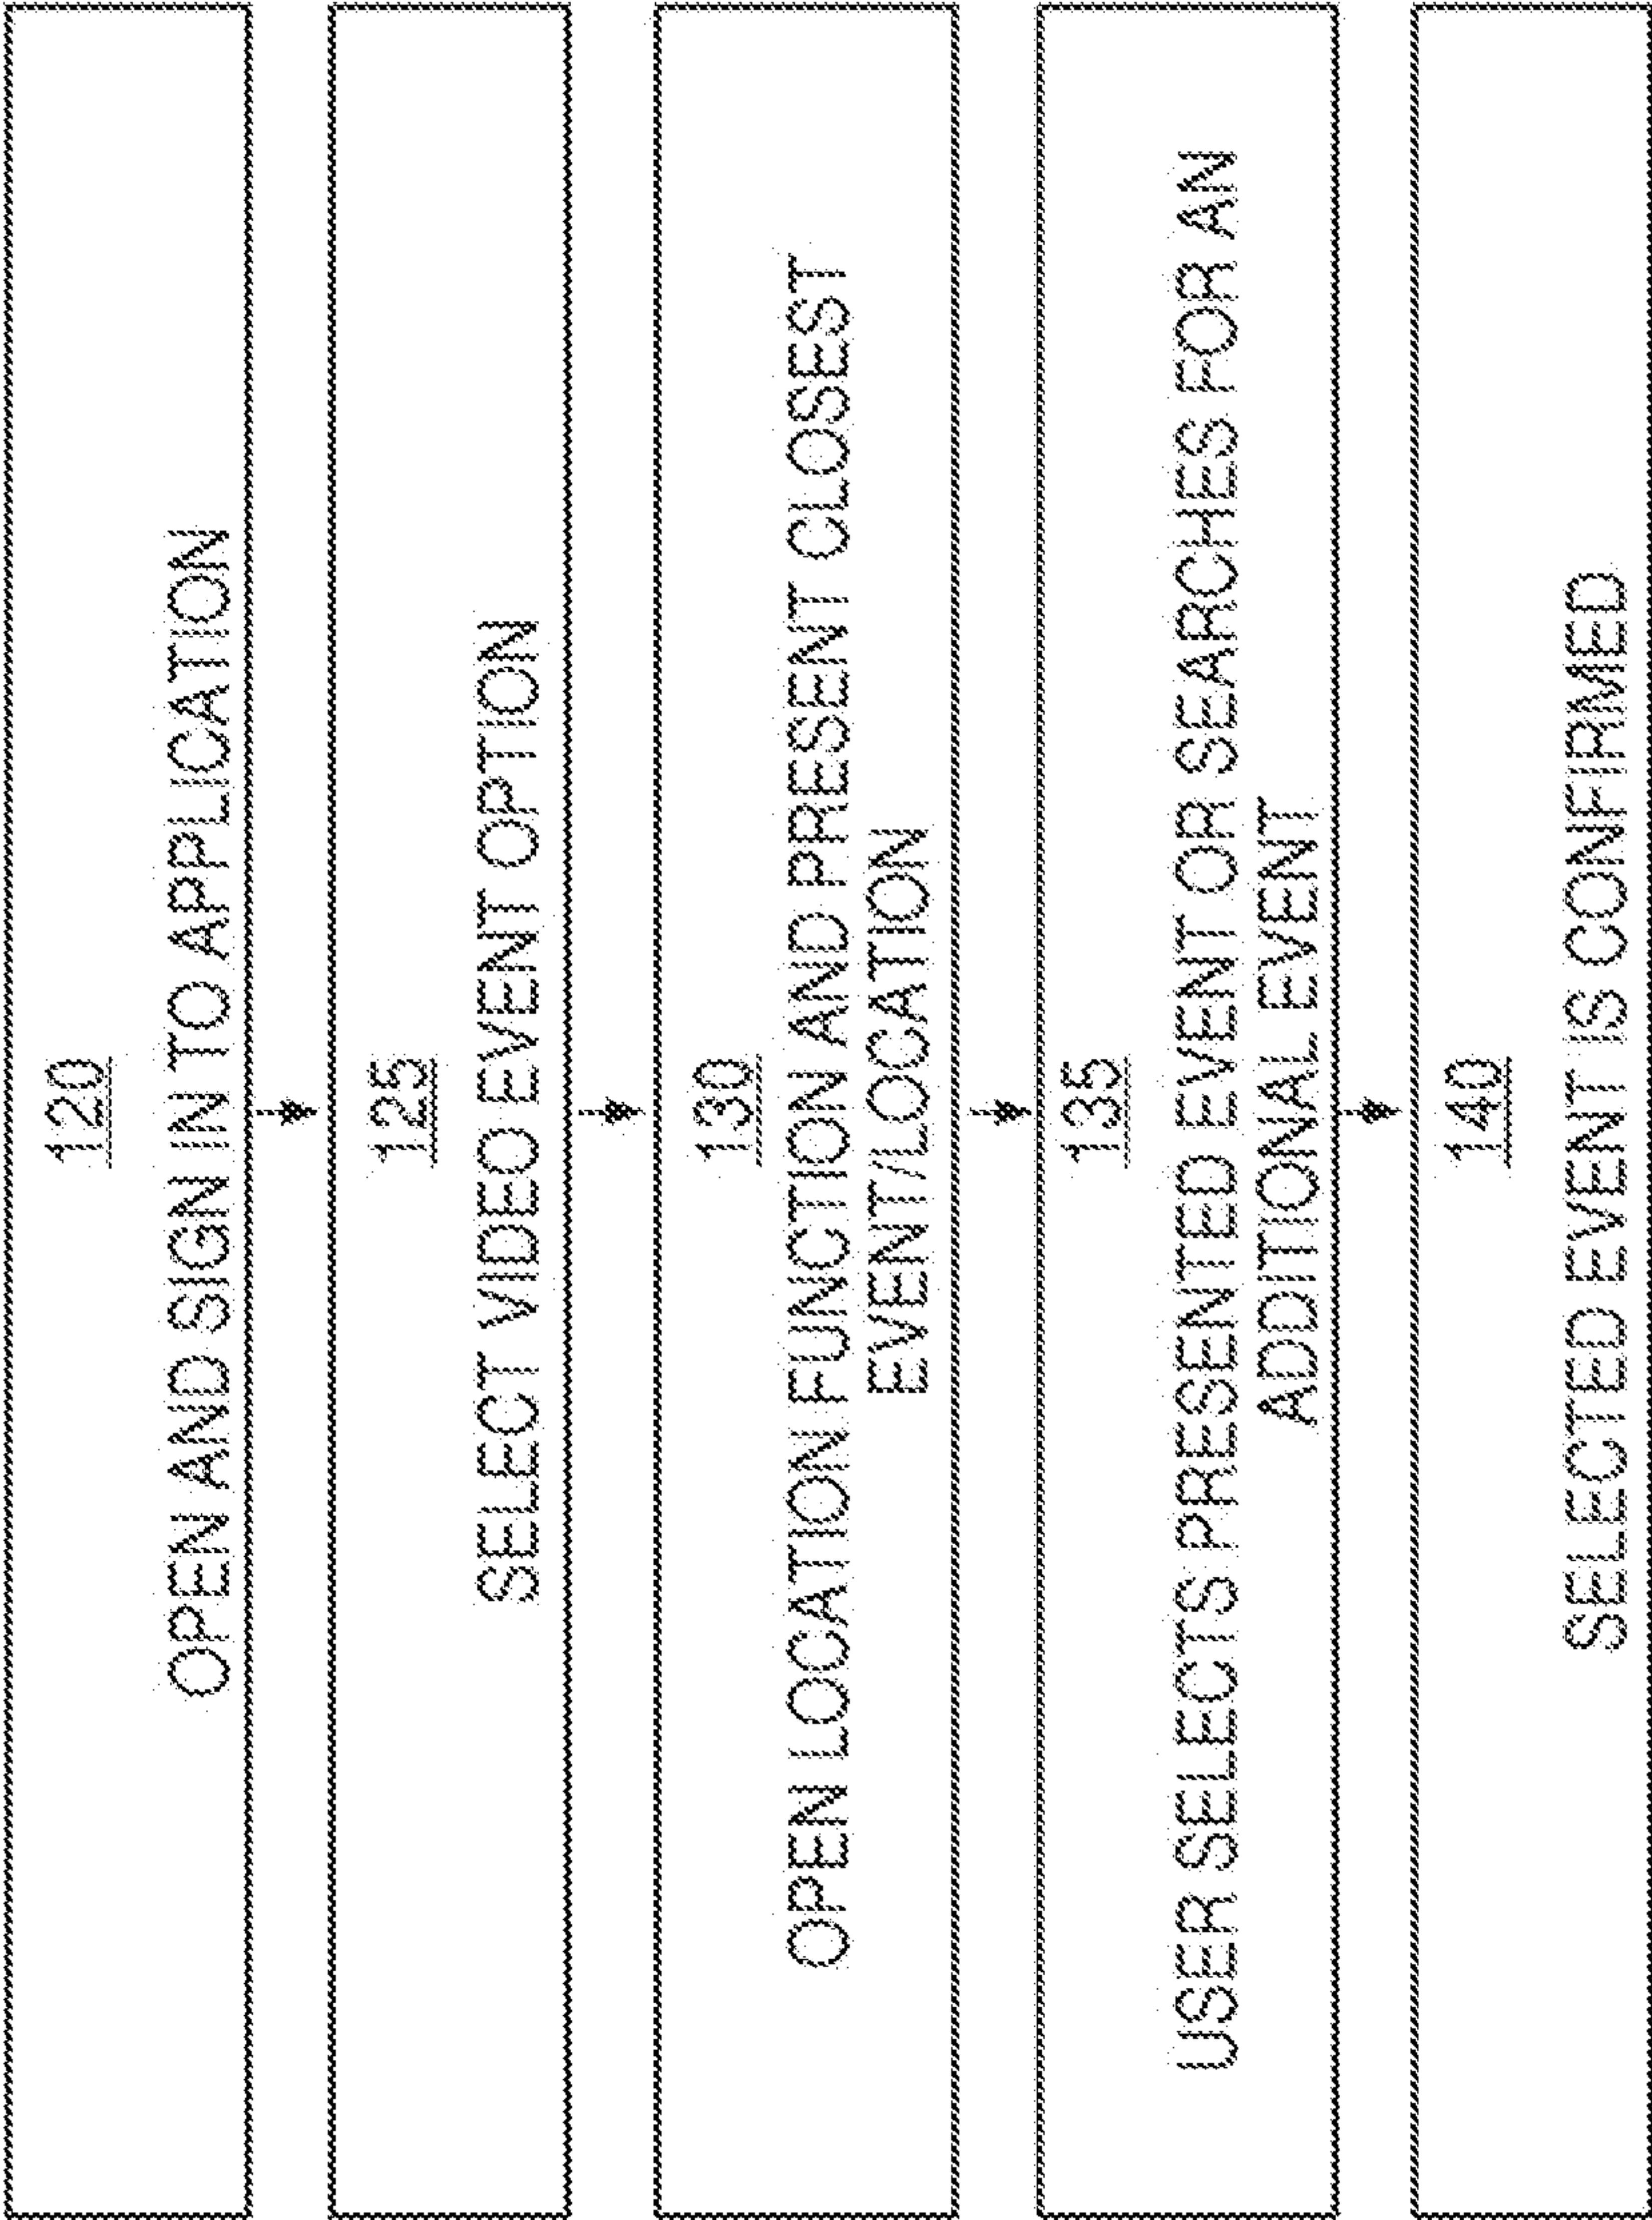 120
OPEN AND SIGN IN TO APPLICATION
125
SELECT VIDEO EVENT OPTION
130
OPEN LOCATION FUNCTION AND PRESENT CLOSEST
EVENT/LOCATION
135
USER SELECTS PRESENTED EVENT OR SEARCHES FOR AN
ADDITIONAL EVENT
140
SELECTED EVENT IS CONFIRMED